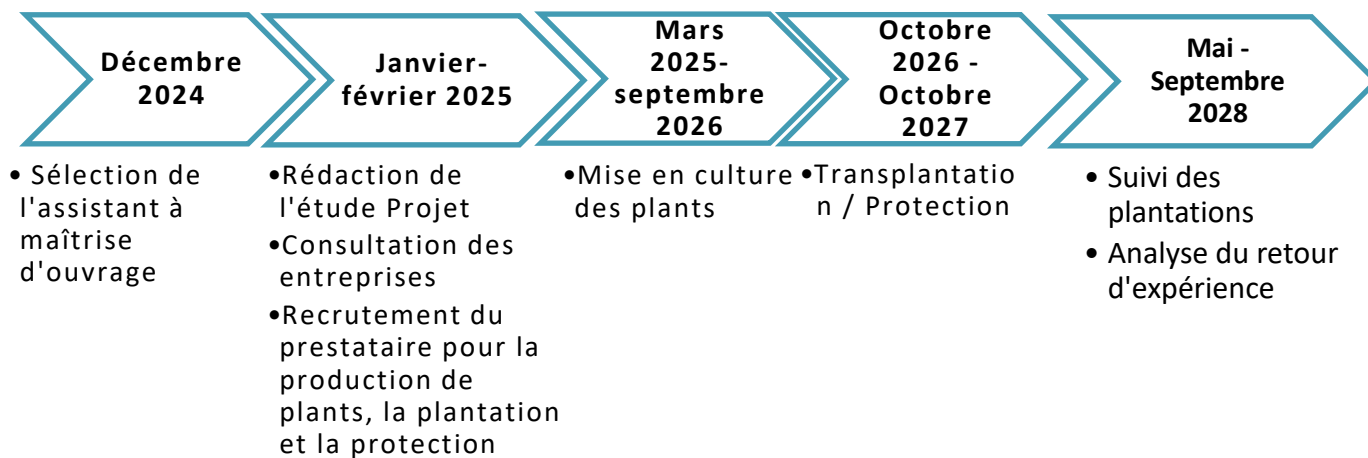 Décembre
2024
Janvier-
février 2025
Mars
2025-
septembre
2026
Octobre
2026 -
Octobre
2027
Mai -
Septembre
2028
• Sélection de
l'assistant à
maîtrise
d'ouvrage
•Rédaction de
l'étude Projet
•Consultation des
entreprises
•Recrutement du
prestataire pour la
production de
plants, la plantation
et la protection
•Mise en culture
des plants
•Transplantatio
n / Protection
• Suivi des
plantations
• Analyse du retour
d'expérience